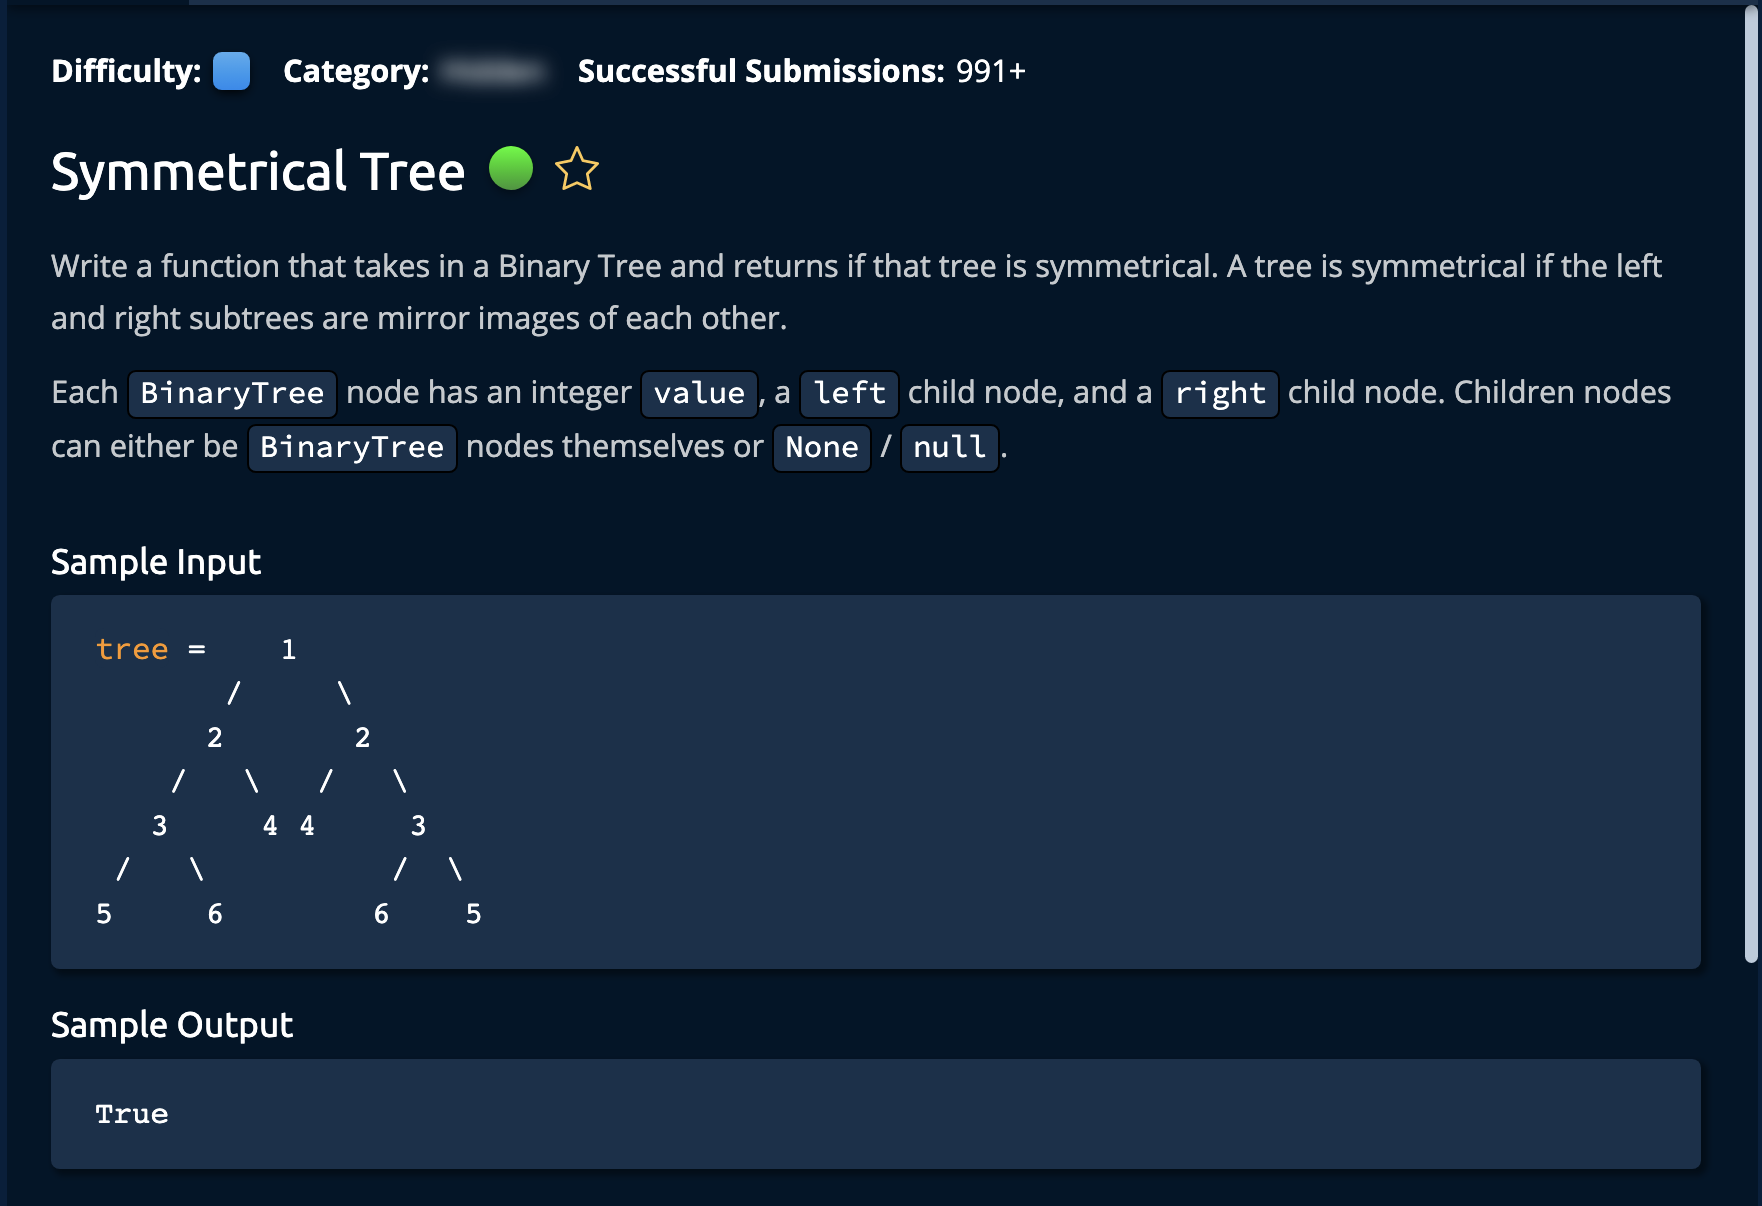 Difficulty: Category: Successful Submissions: 991+
Symmetrical Tree
Write a function that takes in a Binary Tree and returns if that tree is symmetrical. A tree is symmetrical if the left
and right subtrees are mirror images of each other.
Each BinaryTree node has an integer value, a left child node, and a right child node. Children nodes
can either be BinaryTree nodes themselves or None / null.
Sample Input
tree =    1
       /     \
      2       2
    /   \   /   \
   3     4 4     3
 /   \          /  \
5     6        6    5
Sample Output
True